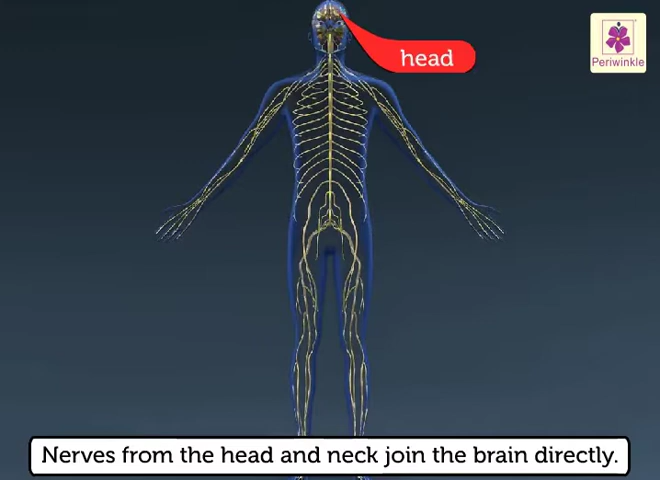 head
Periwinkle
Nerves from the head and neck join the brain directly.